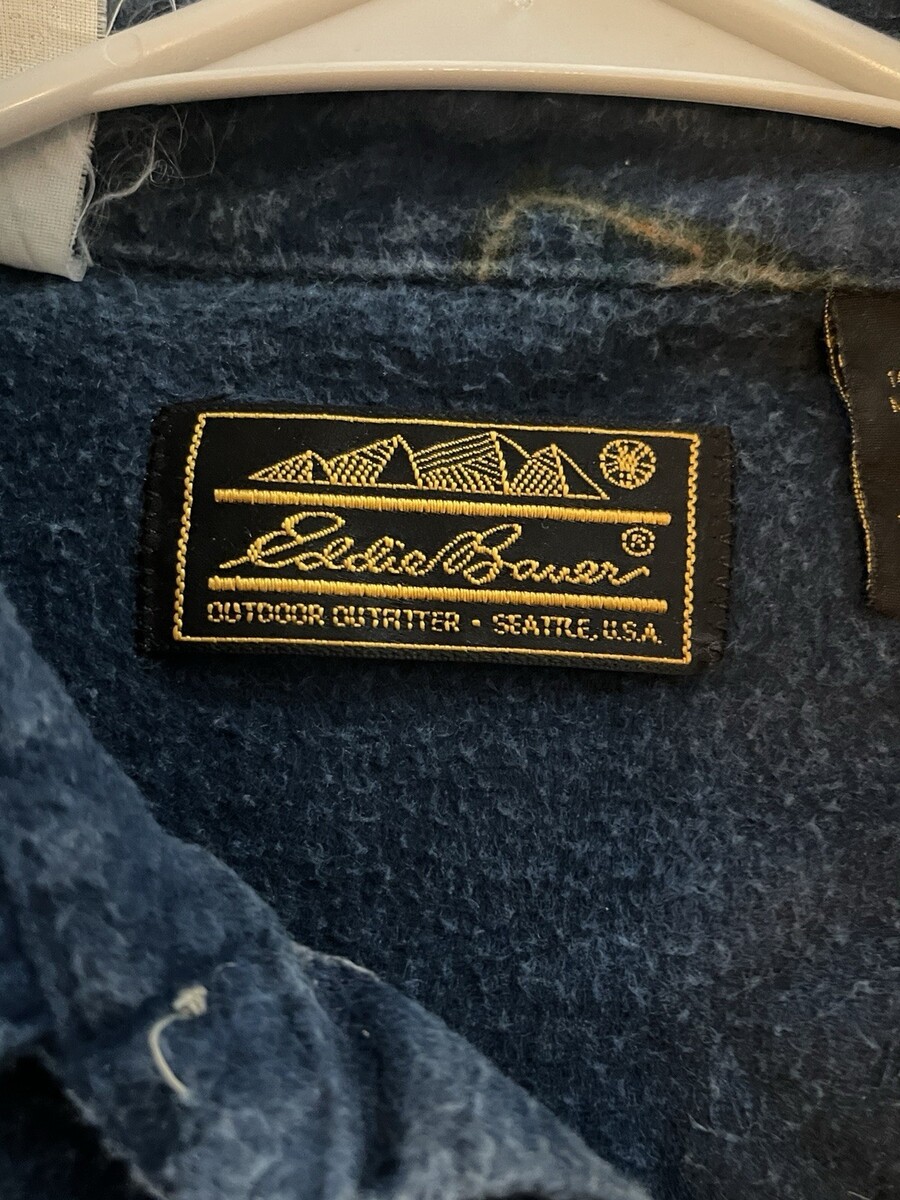 Eddie Bauer®
OUTDOOR OUTFITTER • SEATTLE, U.S.A.